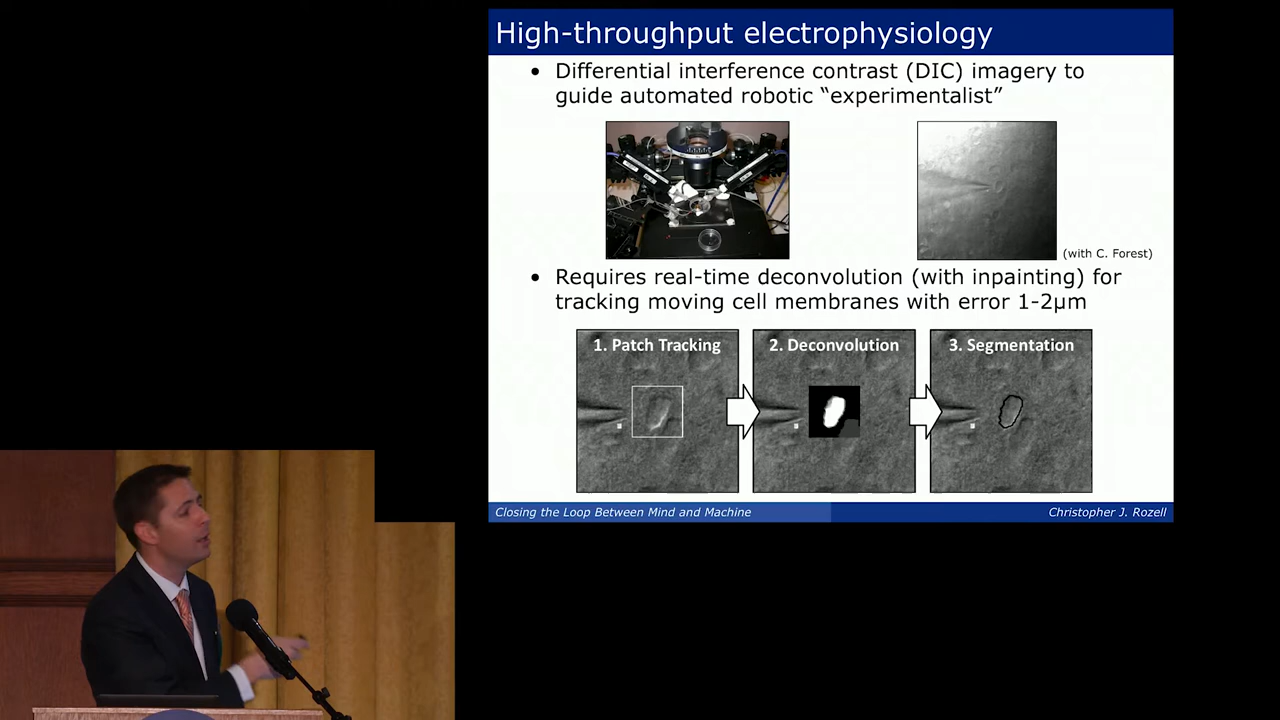 High-throughput electrophysiology
• Differential interference contrast (DIC) imagery to
guide automated robotic “experimentalist”
(with C. Forest)
• Requires real-time deconvolution (with inpainting) for
tracking moving cell membranes with error 1-2µm
1. Patch Tracking
2. Deconvolution
3. Segmentation
Closing the Loop Between Mind and Machine
Christopher J. Rozell